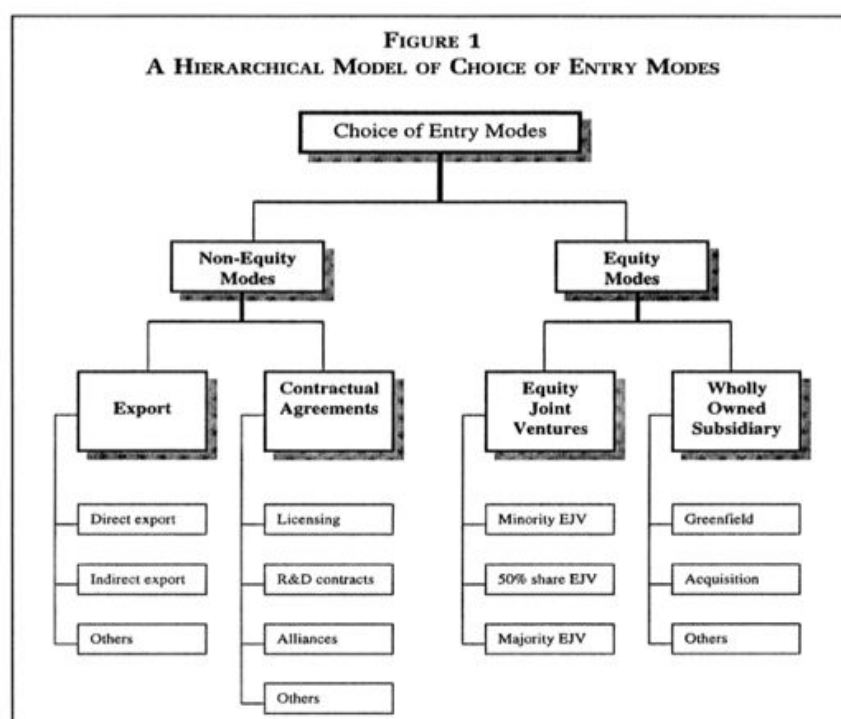 FIGURE 1
A HIERARCHICAL MODEL OF CHOICE OF ENTRY MODES
Choice of Entry Modes
Non-Equity
Modes
Equity
Modes
Export
Contractual
Agreements
Equity
Joint
Ventures
Wholly
Owned
Subsidiary
Direct export
Indirect export
Others
Licensing
R&D contracts
Alliances
Others
Minority EJV
50% share EJV
Majority EJV
Greenfield
Acquisition
Others